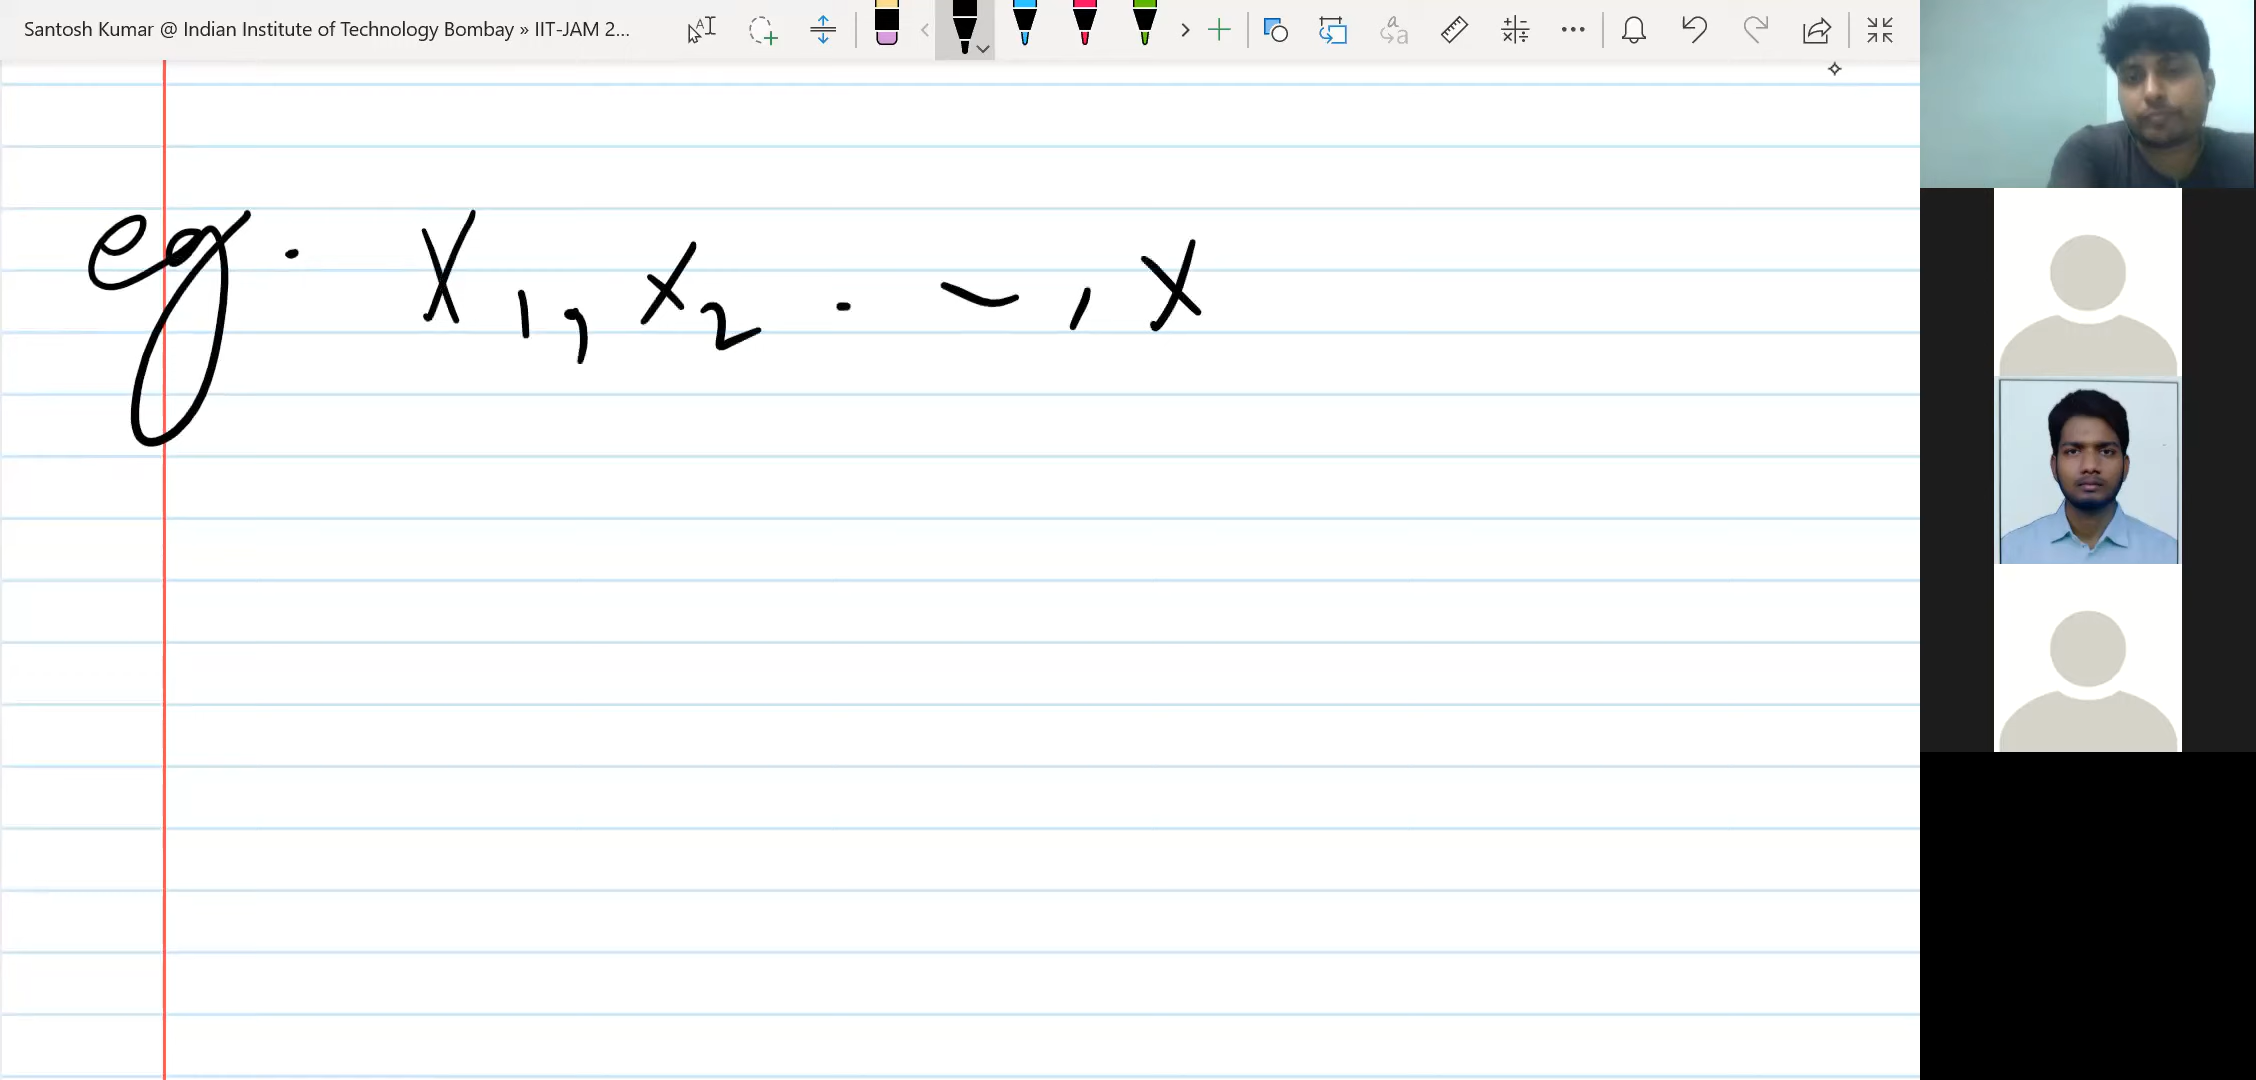 Santosh Kumar @ Indian Institute of Technology Bombay » IIT-JAM 2...
eg. X₁, X₂ . ~, X